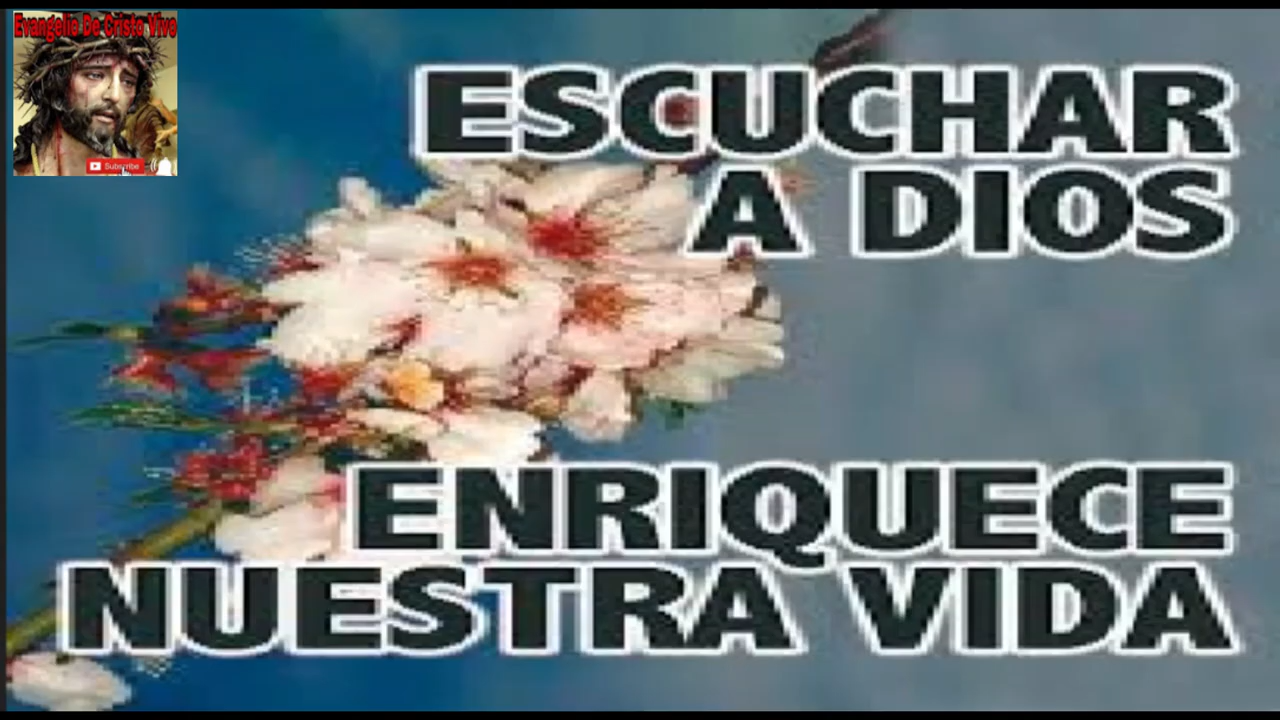 Evangelio De Cristo Vivo
Subscribe
ESCUCHAR
A DIOS
ENRIQUECE
NUESTRA VIDA